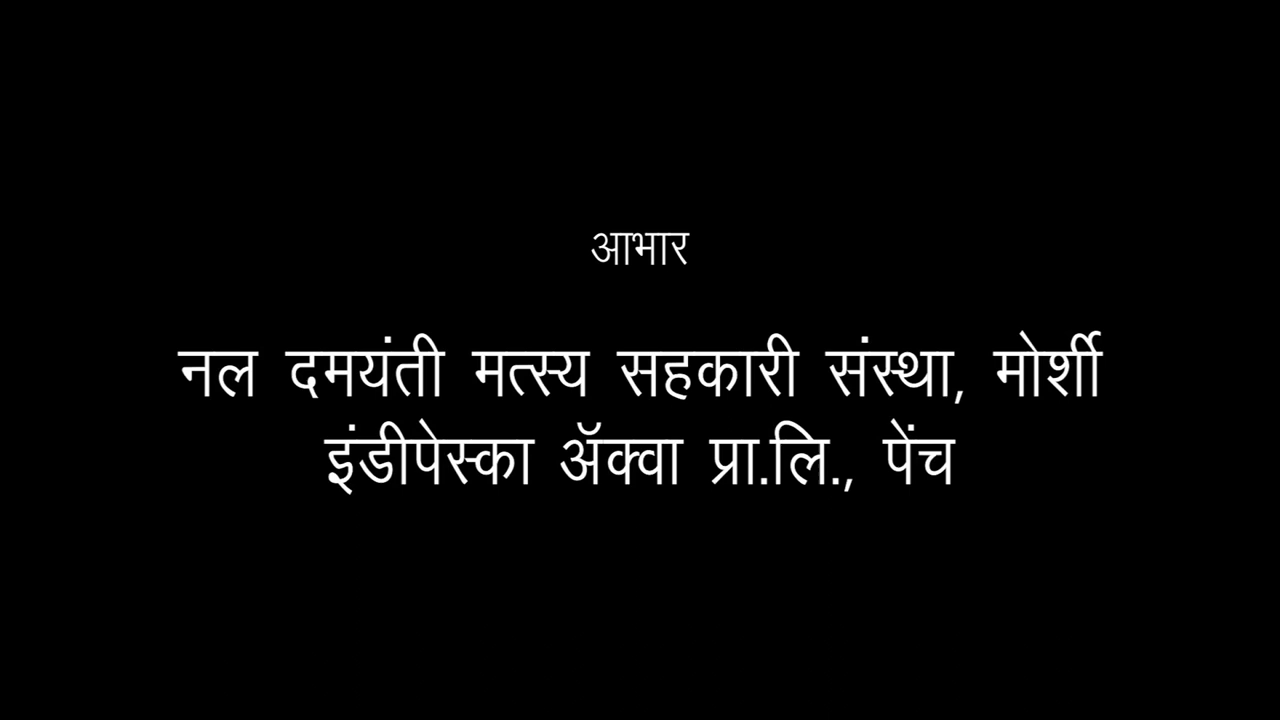 आभार
नल दमयंती मत्स्य सहकारी संस्था, मोर्शी
इंडीपेस्का ॲक्वा प्रा.लि., पेंच